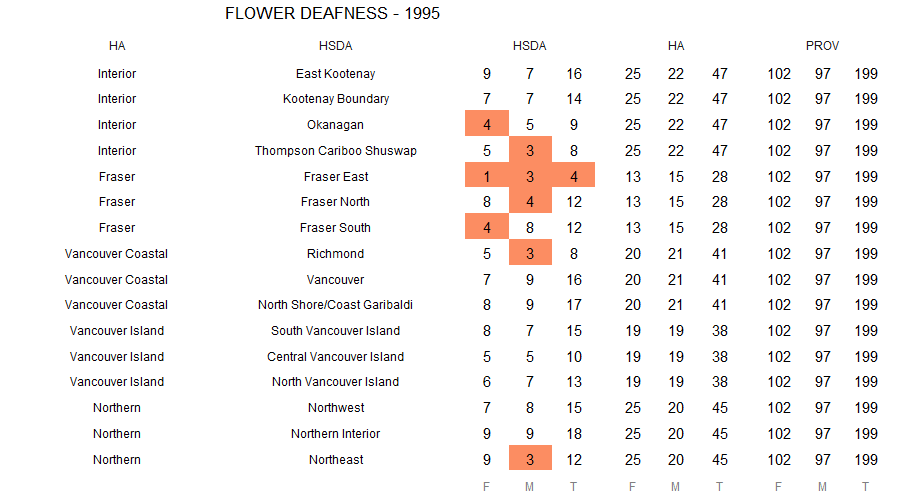 FLOWER DEAFNESS - 1995
HA HSDA HSDA HA PROV
Interior East Kootenay 9 7 16 25 22 47 102 97 199
Interior Kootenay Boundary 7 7 14 25 22 47 102 97 199
Interior Okanagan 4 5 9 25 22 47 102 97 199
Interior Thompson Cariboo Shuswap 5 3 8 25 22 47 102 97 199
Fraser Fraser East 1 3 4 13 15 28 102 97 199
Fraser Fraser North 8 4 12 13 15 28 102 97 199
Fraser Fraser South 4 8 12 13 15 28 102 97 199
Vancouver Coastal Richmond 5 3 8 20 21 41 102 97 199
Vancouver Coastal Vancouver 7 9 16 20 21 41 102 97 199
Vancouver Coastal North Shore/Coast Garibaldi 8 9 17 20 21 41 102 97 199
Vancouver Island South Vancouver Island 8 7 15 19 19 38 102 97 199
Vancouver Island Central Vancouver Island 5 5 10 19 19 38 102 97 199
Vancouver Island North Vancouver Island 6 7 13 19 19 38 102 97 199
Northern Northwest 7 8 15 25 20 45 102 97 199
Northern Northern Interior 9 9 18 25 20 45 102 97 199
Northern Northeast 9 3 12 25 20 45 102 97 199
F M T F M T F M T